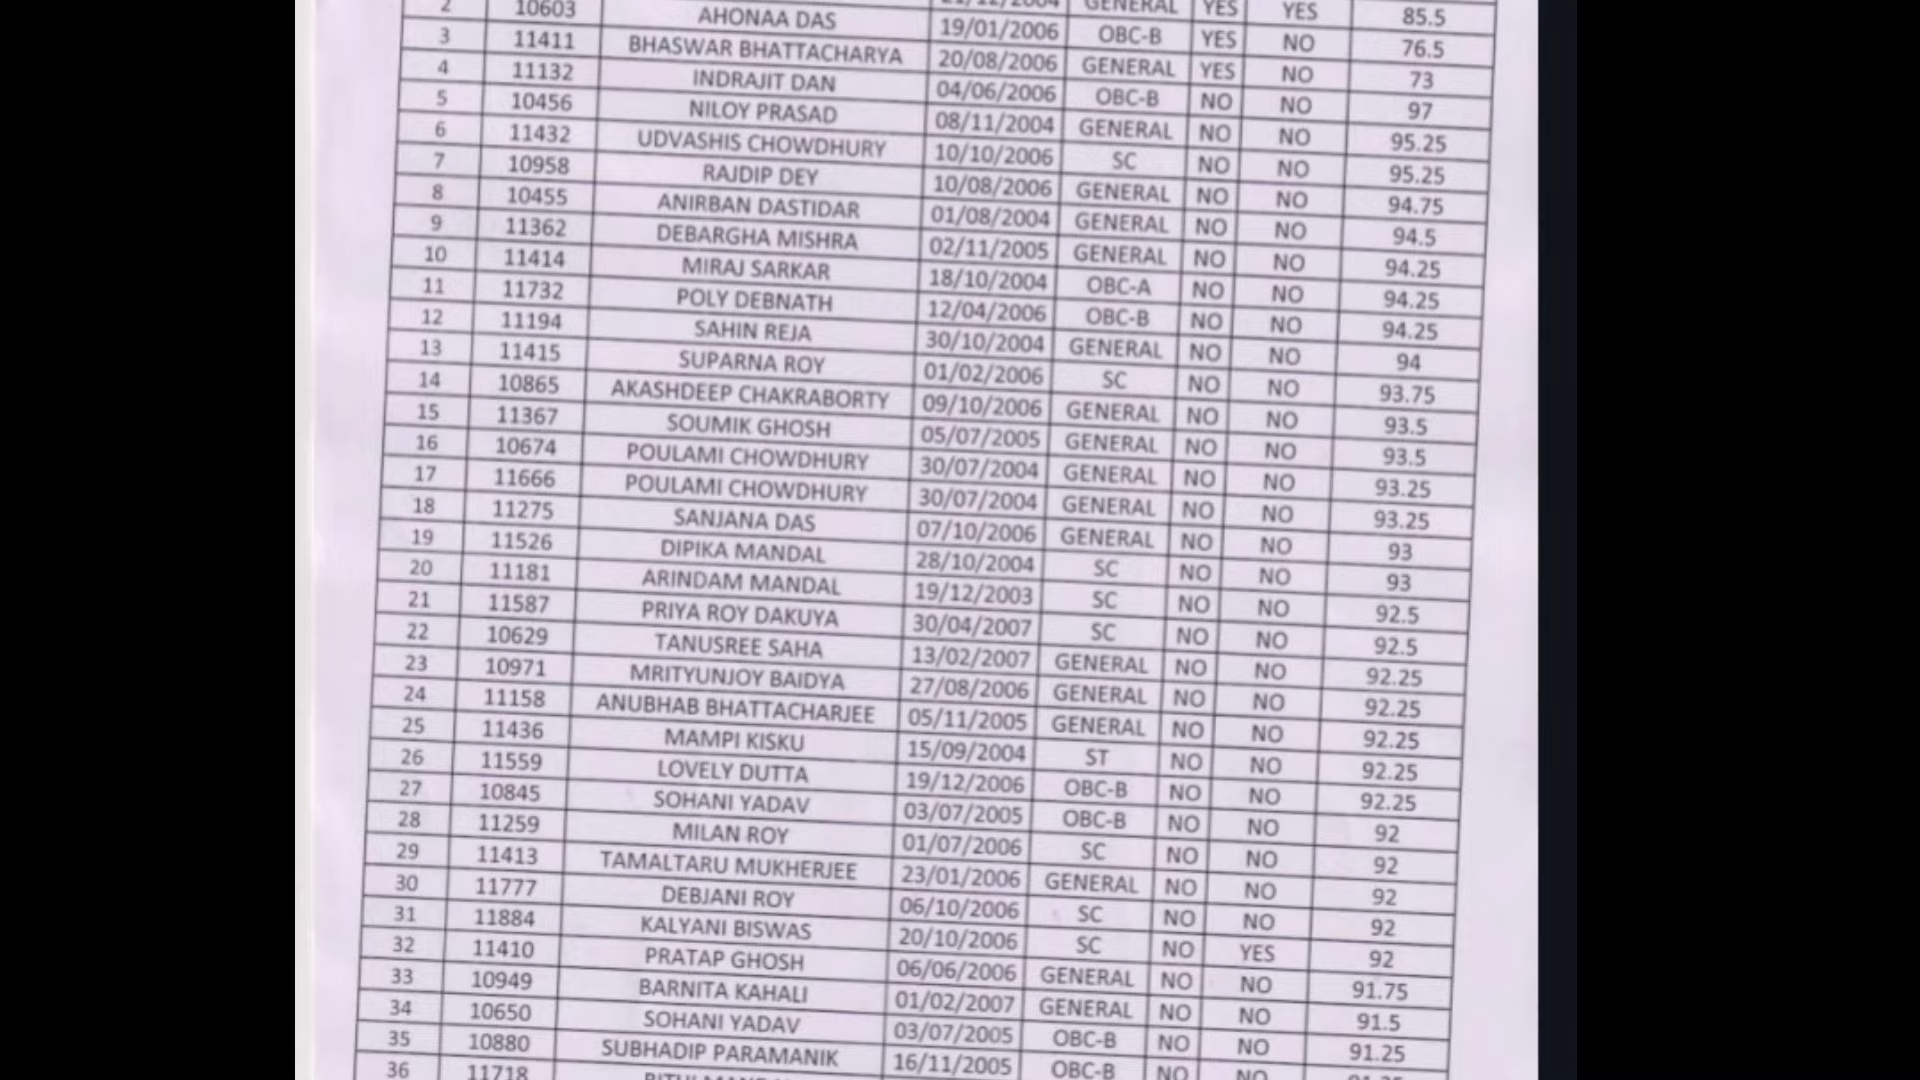 GENERAL YES YES 85.5
2 10603 AHONAA DAS 19/01/2006 OBC-B YES NO 76.5
3 11411 BHASWAR BHATTACHARYA 20/08/2006 GENERAL YES NO 73
4 11132 INDRAJIT DAN 04/06/2006 OBC-B NO NO 97
5 10456 NILOY PRASAD 08/11/2004 GENERAL NO NO 95.25
6 11432 UDVASHIS CHOWDHURY 10/10/2006 SC NO NO 95.25
7 10958 RAJDIP DEY 10/08/2006 GENERAL NO NO 94.75
8 10455 ANIRBAN DASTIDAR 01/08/2004 GENERAL NO NO 94.5
9 11362 DEBARGHA MISHRA 02/11/2005 GENERAL NO NO 94.25
10 11414 MIRAJ SARKAR 18/10/2004 OBC-A NO NO 94.25
11 11732 POLY DEBNATH 12/04/2006 OBC-B NO NO 94.25
12 11194 SAHIN REJA 30/10/2004 GENERAL NO NO 94
13 11415 SUPARNA ROY 01/02/2006 SC NO NO 93.75
14 10865 AKASHDEEP CHAKRABORTY 09/10/2006 GENERAL NO NO 93.5
15 11367 SOUMIK GHOSH 05/07/2005 GENERAL NO NO 93.5
16 10674 POULAMI CHOWDHURY 30/07/2004 GENERAL NO NO 93.25
17 11666 POULAMI CHOWDHURY 30/07/2004 GENERAL NO NO 93.25
18 11275 SANJANA DAS 07/10/2006 GENERAL NO NO 93
19 11526 DIPIKA MANDAL 28/10/2004 SC NO NO 93
20 11181 ARINDAM MANDAL 19/12/2003 SC NO NO 92.5
21 11587 PRIYA ROY DAKUYA 30/04/2007 SC NO NO 92.5
22 10629 TANUSREE SAHA 13/02/2007 GENERAL NO NO 92.25
23 10971 MRITYUNJOY BAIDYA 27/08/2006 GENERAL NO NO 92.25
24 11158 ANUBHAB BHATTACHARJEE 05/11/2005 GENERAL NO NO 92.25
25 11436 MAMPI KISKU 15/09/2004 ST NO NO 92.25
26 11559 LOVELY DUTTA 19/12/2006 OBC-B NO NO 92.25
27 10845 SOHANI YADAV 03/07/2005 OBC-B NO NO 92
28 11259 MILAN ROY 01/07/2006 SC NO NO 92
29 11413 TAMALTARU MUKHERJEE 23/01/2006 GENERAL NO NO 92
30 11777 DEBJANI ROY 06/10/2006 SC NO NO 92
31 11884 KALYANI BISWAS 20/10/2006 SC NO YES 92
32 11410 PRATAP GHOSH 06/06/2006 GENERAL NO NO 91.75
33 10949 BARNITA KAHALI 01/02/2007 GENERAL NO NO 91.5
34 10650 SOHANI YADAV 03/07/2005 OBC-B NO NO 91.25
35 10880 SUBHADIP PARAMANIK 16/11/2005 OBC-B NO NO
36 11718